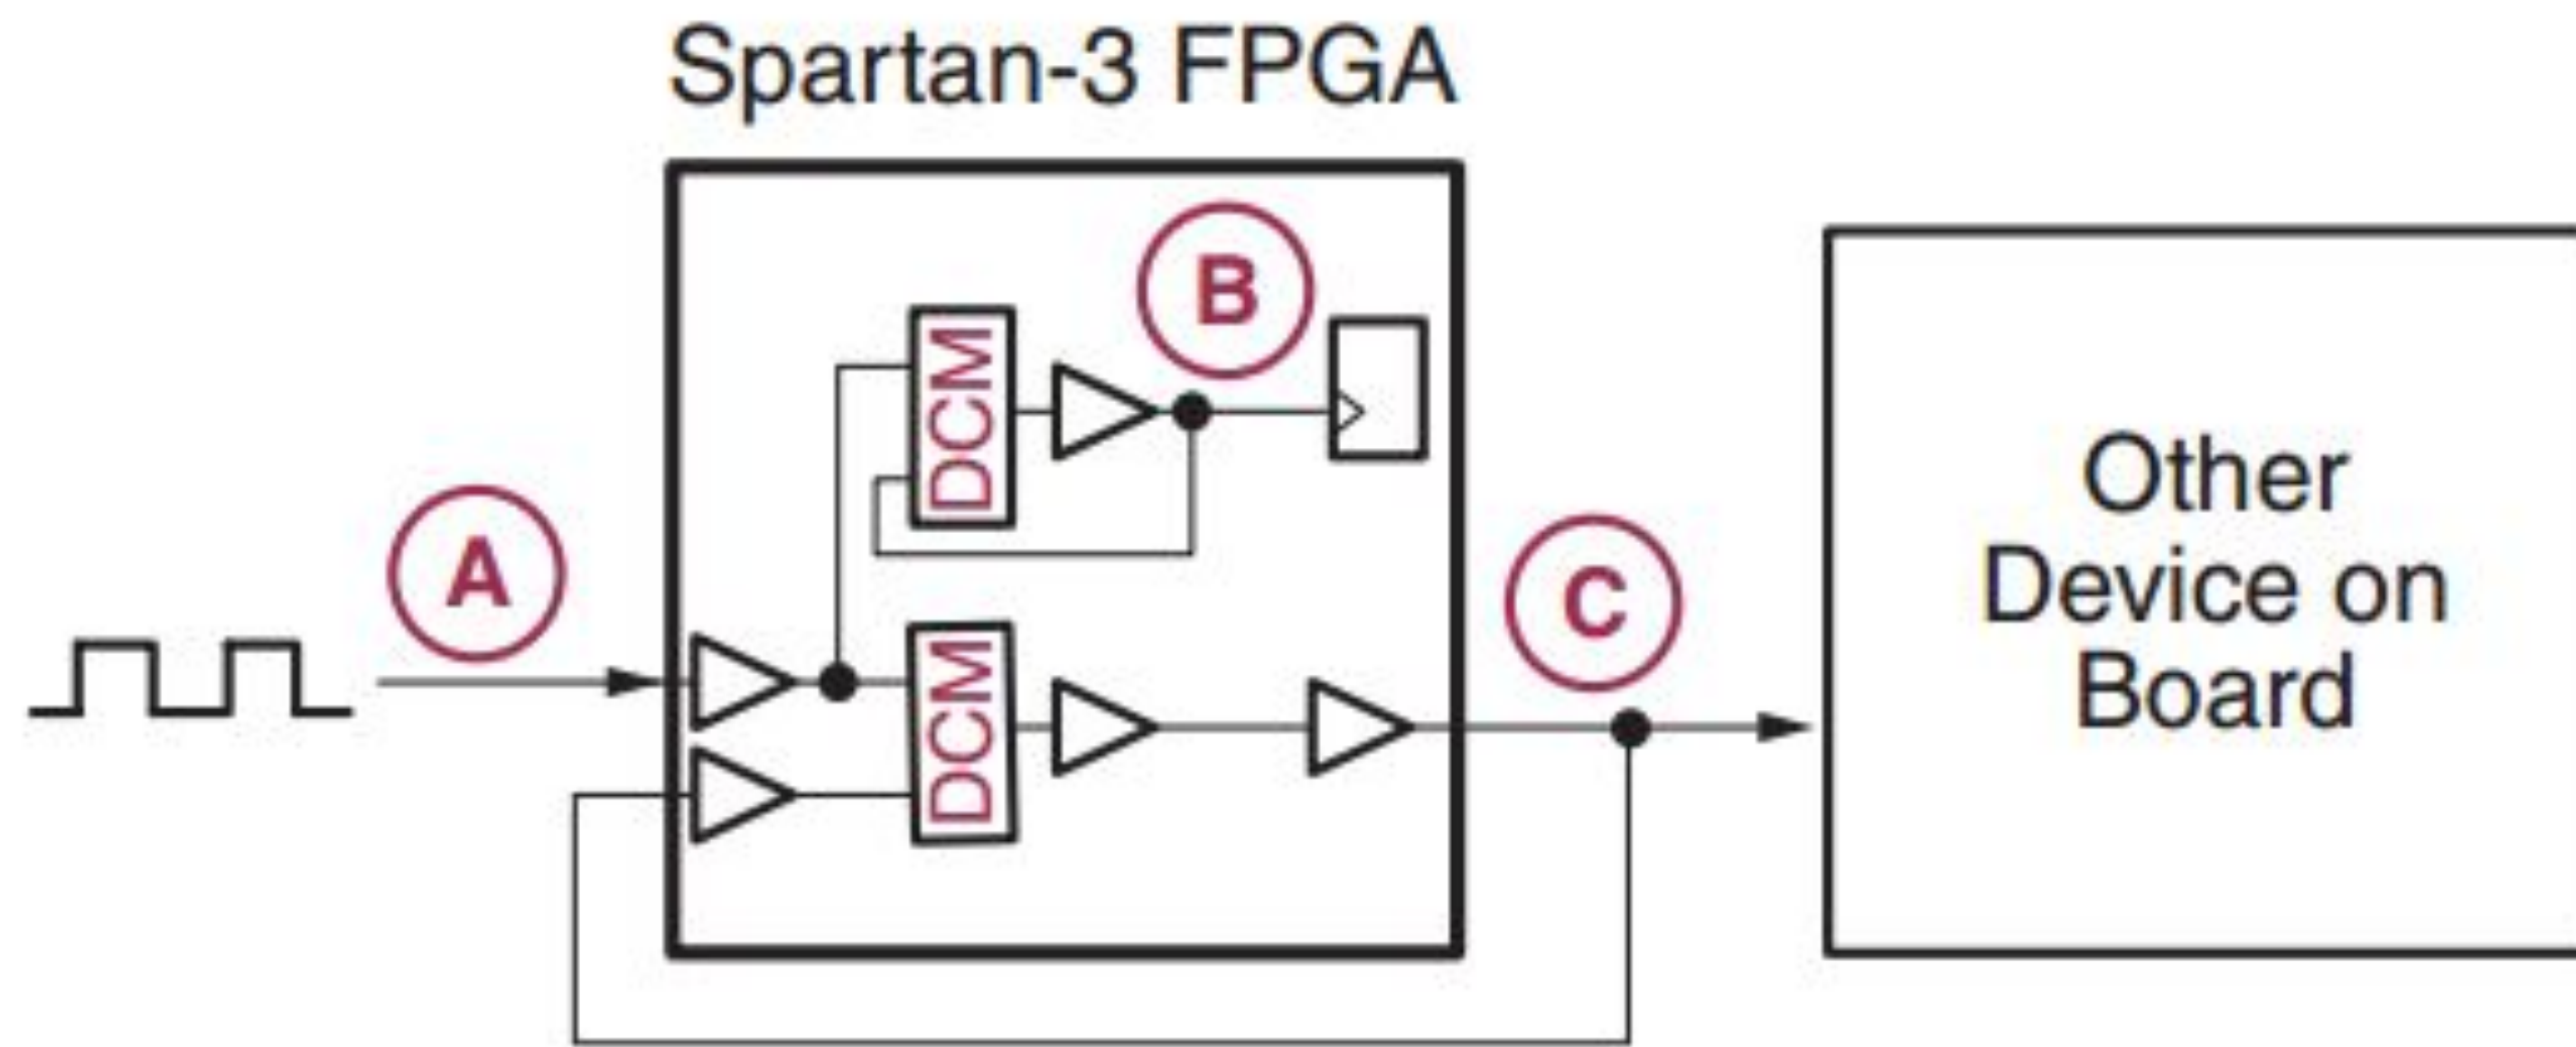 Spartan-3 FPGA
B
DCM
A
C
DCM
Other
Device on
Board